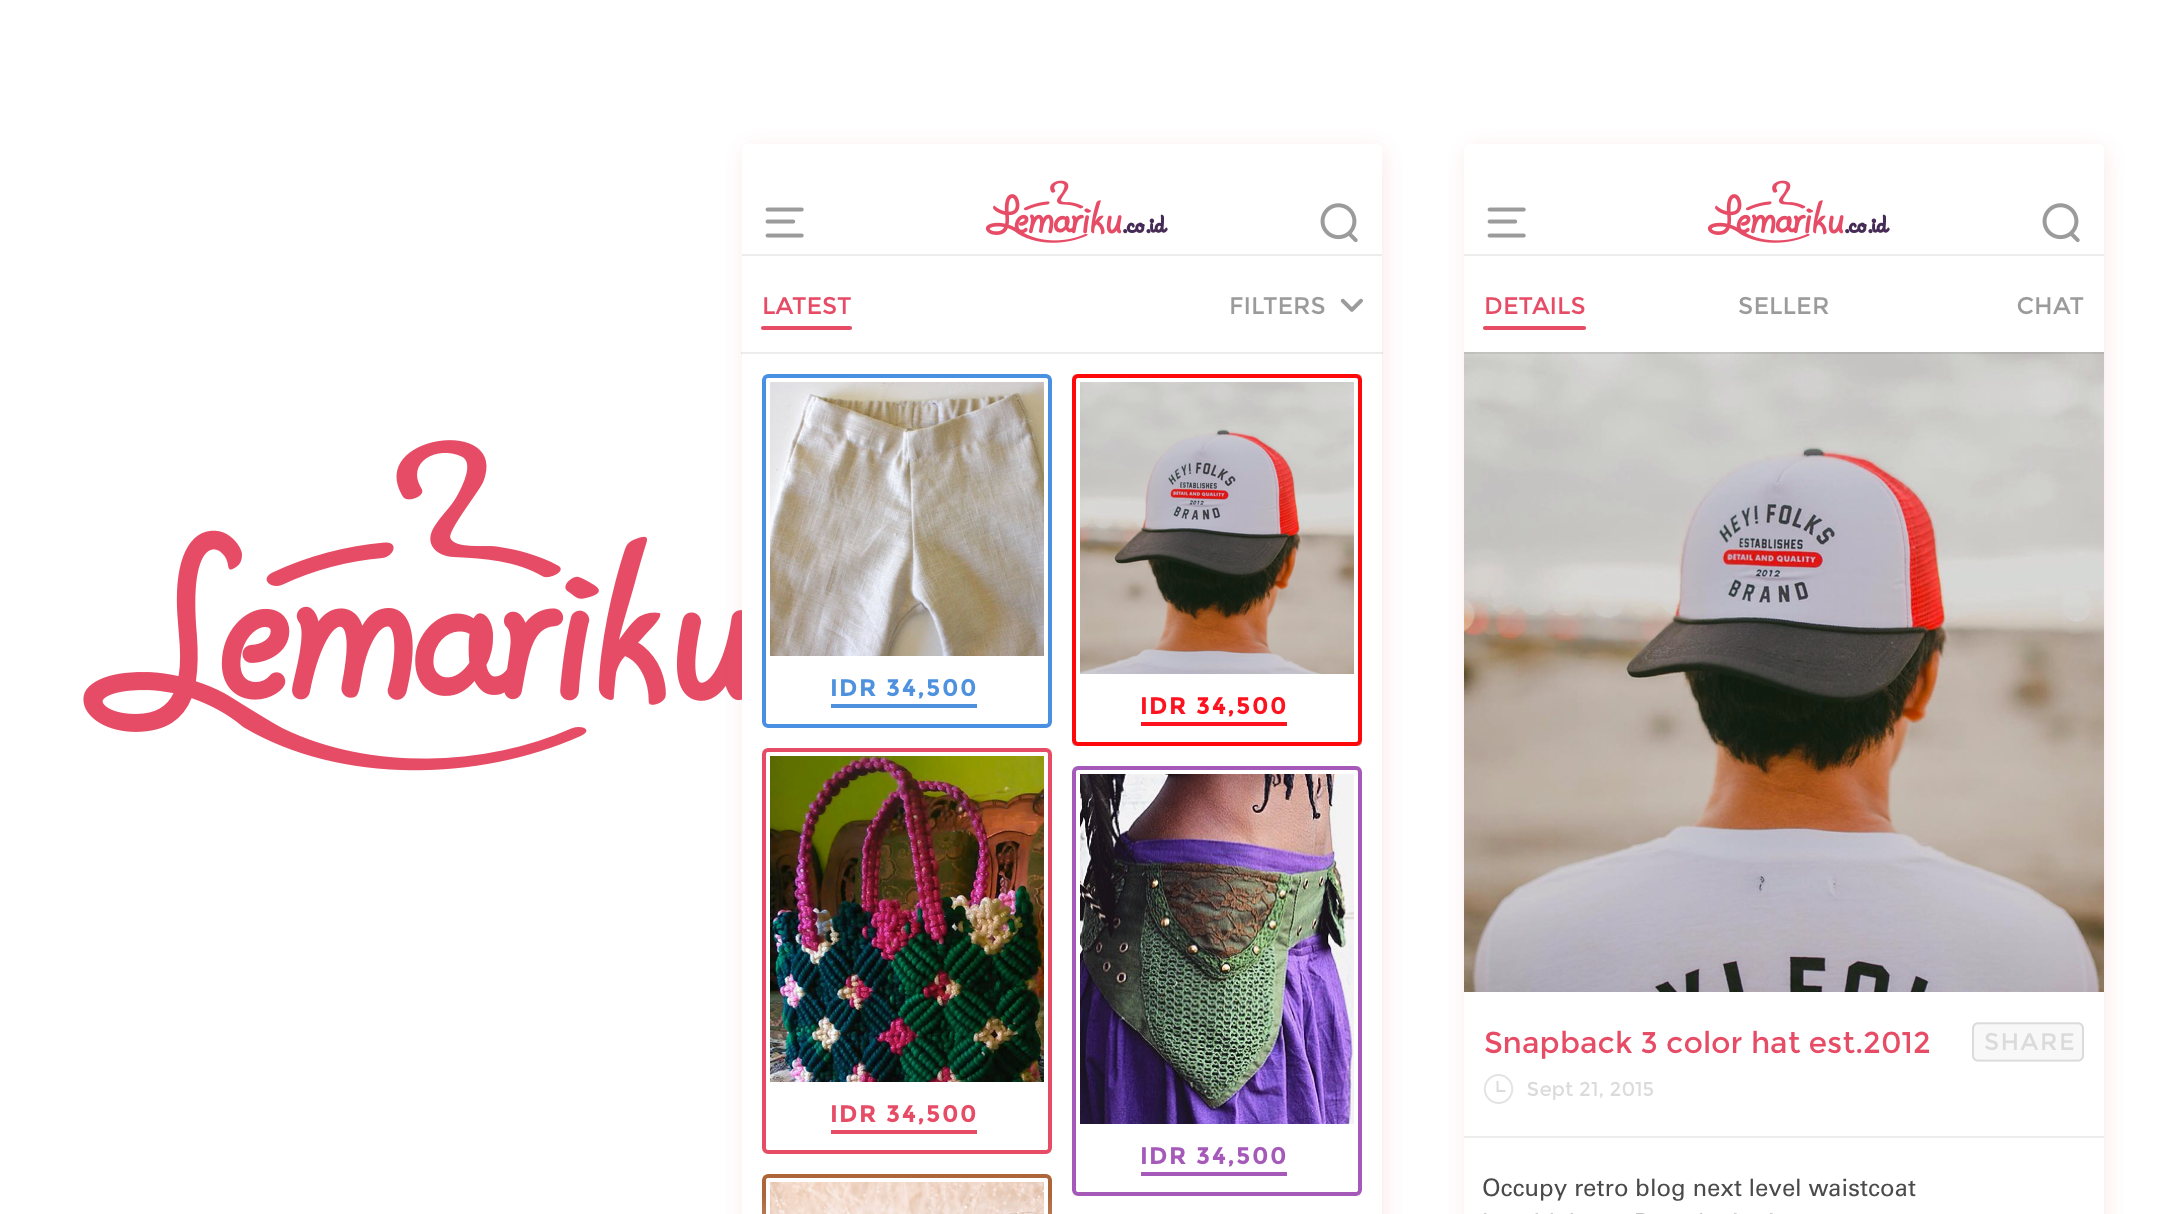 Lemariku
Lemariku.co.id
LATEST
FILTERS
HEY! FOLKS
ESTABLISHES
DETAIL AND QUALITY
2012
BRAND
IDR 34,500
IDR 34,500
IDR 34,500
IDR 34,500
Lemariku.co.id
DETAILS
SELLER
CHAT
HEY! FOLKS
ESTABLISHES
DETAIL AND QUALITY
2012
BRAND
Snapback 3 color hat est.2012
SHARE
Sept 21, 2015
Occupy retro blog next level waistcoat